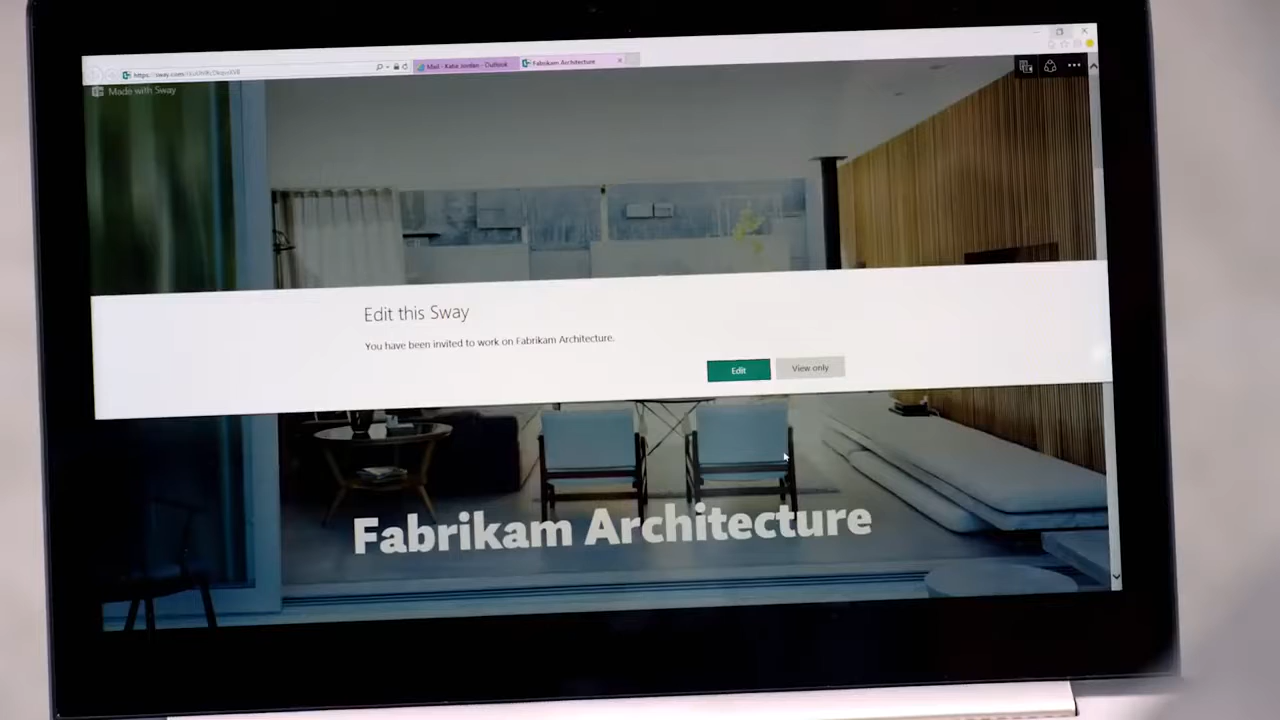 Mail - Katie Jordan - Outlook
Fabrikam Architecture
Made with Sway
Edit this Sway
You have been invited to work on Fabrikam Architecture.
Edit
View only
Fabrikam Architecture